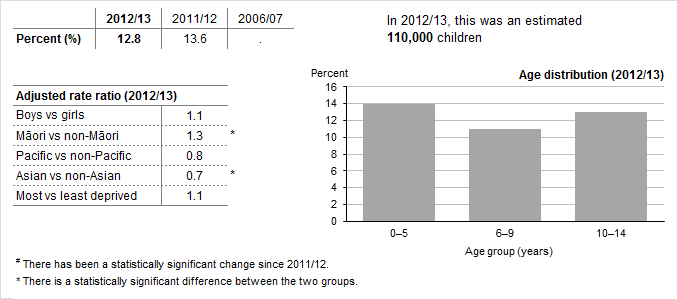 2012/13 2011/12 2006/07
Percent (%) 12.8 13.6 .
In 2012/13, this was an estimated
110,000 children
Adjusted rate ratio (2012/13)
Boys vs girls 1.1
Māori vs non-Māori 1.3 *
Pacific vs non-Pacific 0.8
Asian vs non-Asian 0.7 *
Most vs least deprived 1.1
Percent
Age distribution (2012/13)
16
14
12
10
8
6
4
2
0
0–5 6–9 10–14
Age group (years)
# There has been a statistically significant change since 2011/12.
* There is a statistically significant difference between the two groups.